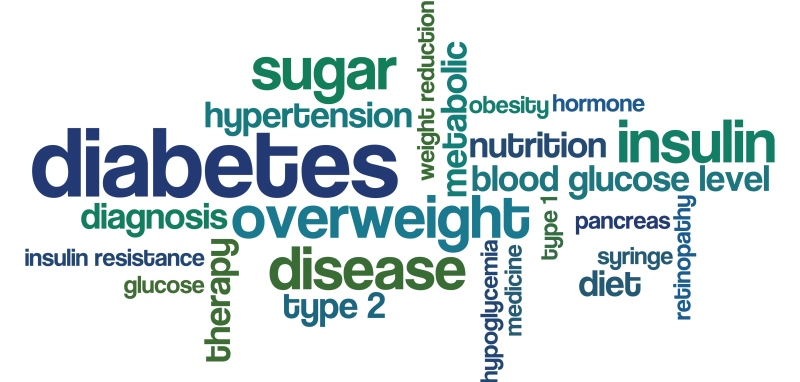 sugar
weight reduction
metabolic
hypertension
obesity
hormone
diabetes
nutrition
insulin
blood glucose level
diagnosis
overweight
type 1
pancreas
retinopathy
insulin resistance
therapy
disease
hypoglycemia
medicine
syringe
glucose
type 2
diet